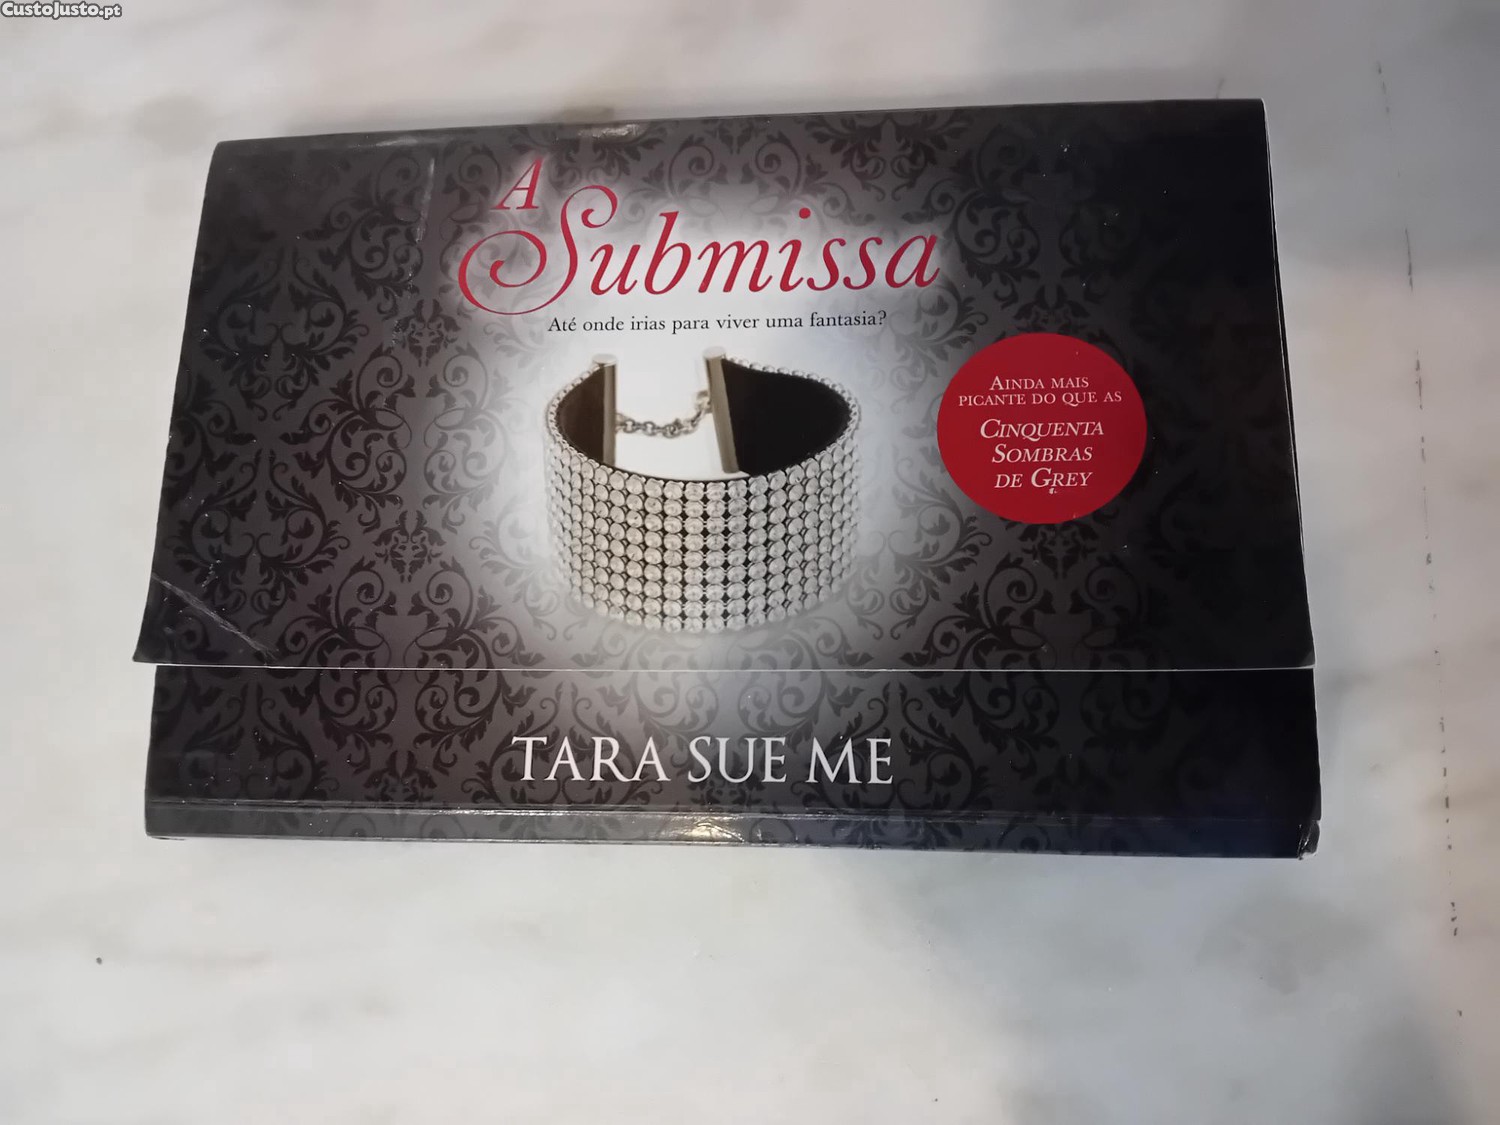 CustoJusto.pt
A
Submissa
Até onde irias para viver uma fantasia?
AINDA MAIS
PICANTE DO QUE AS
CINQUENTA
SOMBRAS
DE GREY
TARA SUE ME